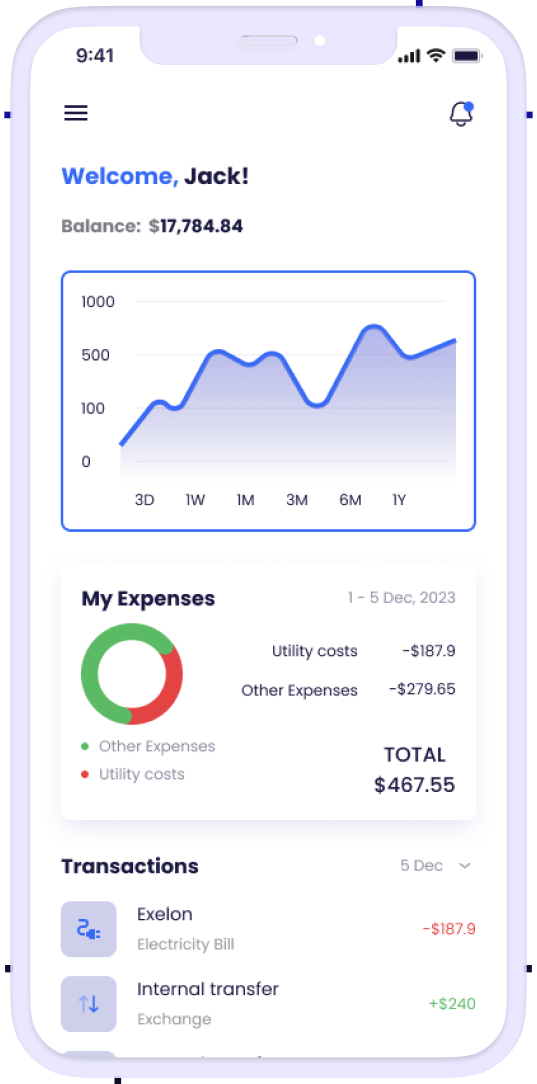 9:41
Welcome, Jack!
Balance: $17,784.84
1000
500
100
0
3D 1W 1M 3M 6M 1Y
My Expenses 1 - 5 Dec, 2023
Utility costs -$187.9
Other Expenses -$279.65
Other Expenses
Utility costs
TOTAL
$467.55
Transactions 5 Dec
Exelon
Electricity Bill
-$187.9
Internal transfer
Exchange
+$240